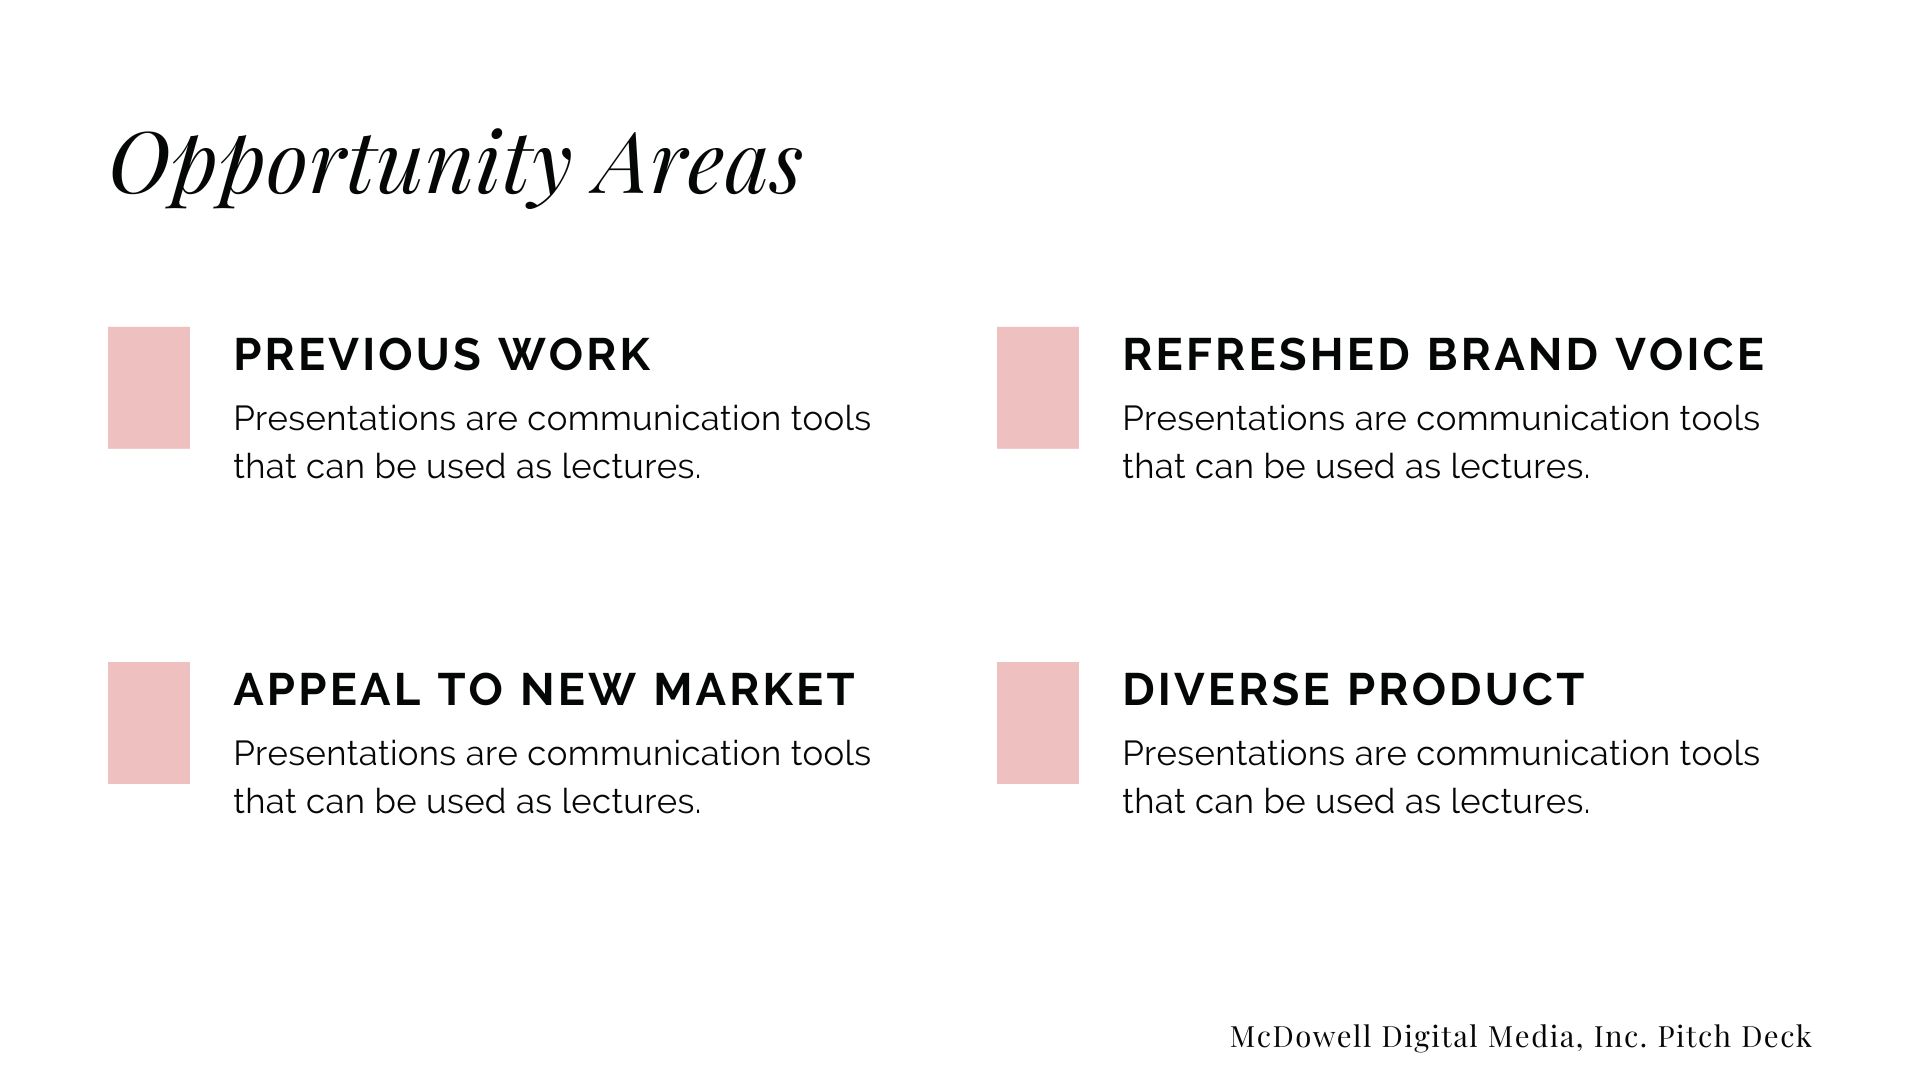 Opportunity Areas
PREVIOUS WORK
Presentations are communication tools
that can be used as lectures.
REFRESHED BRAND VOICE
Presentations are communication tools
that can be used as lectures.
APPEAL TO NEW MARKET
Presentations are communication tools
that can be used as lectures.
DIVERSE PRODUCT
Presentations are communication tools
that can be used as lectures.
McDowell Digital Media, Inc. Pitch Deck